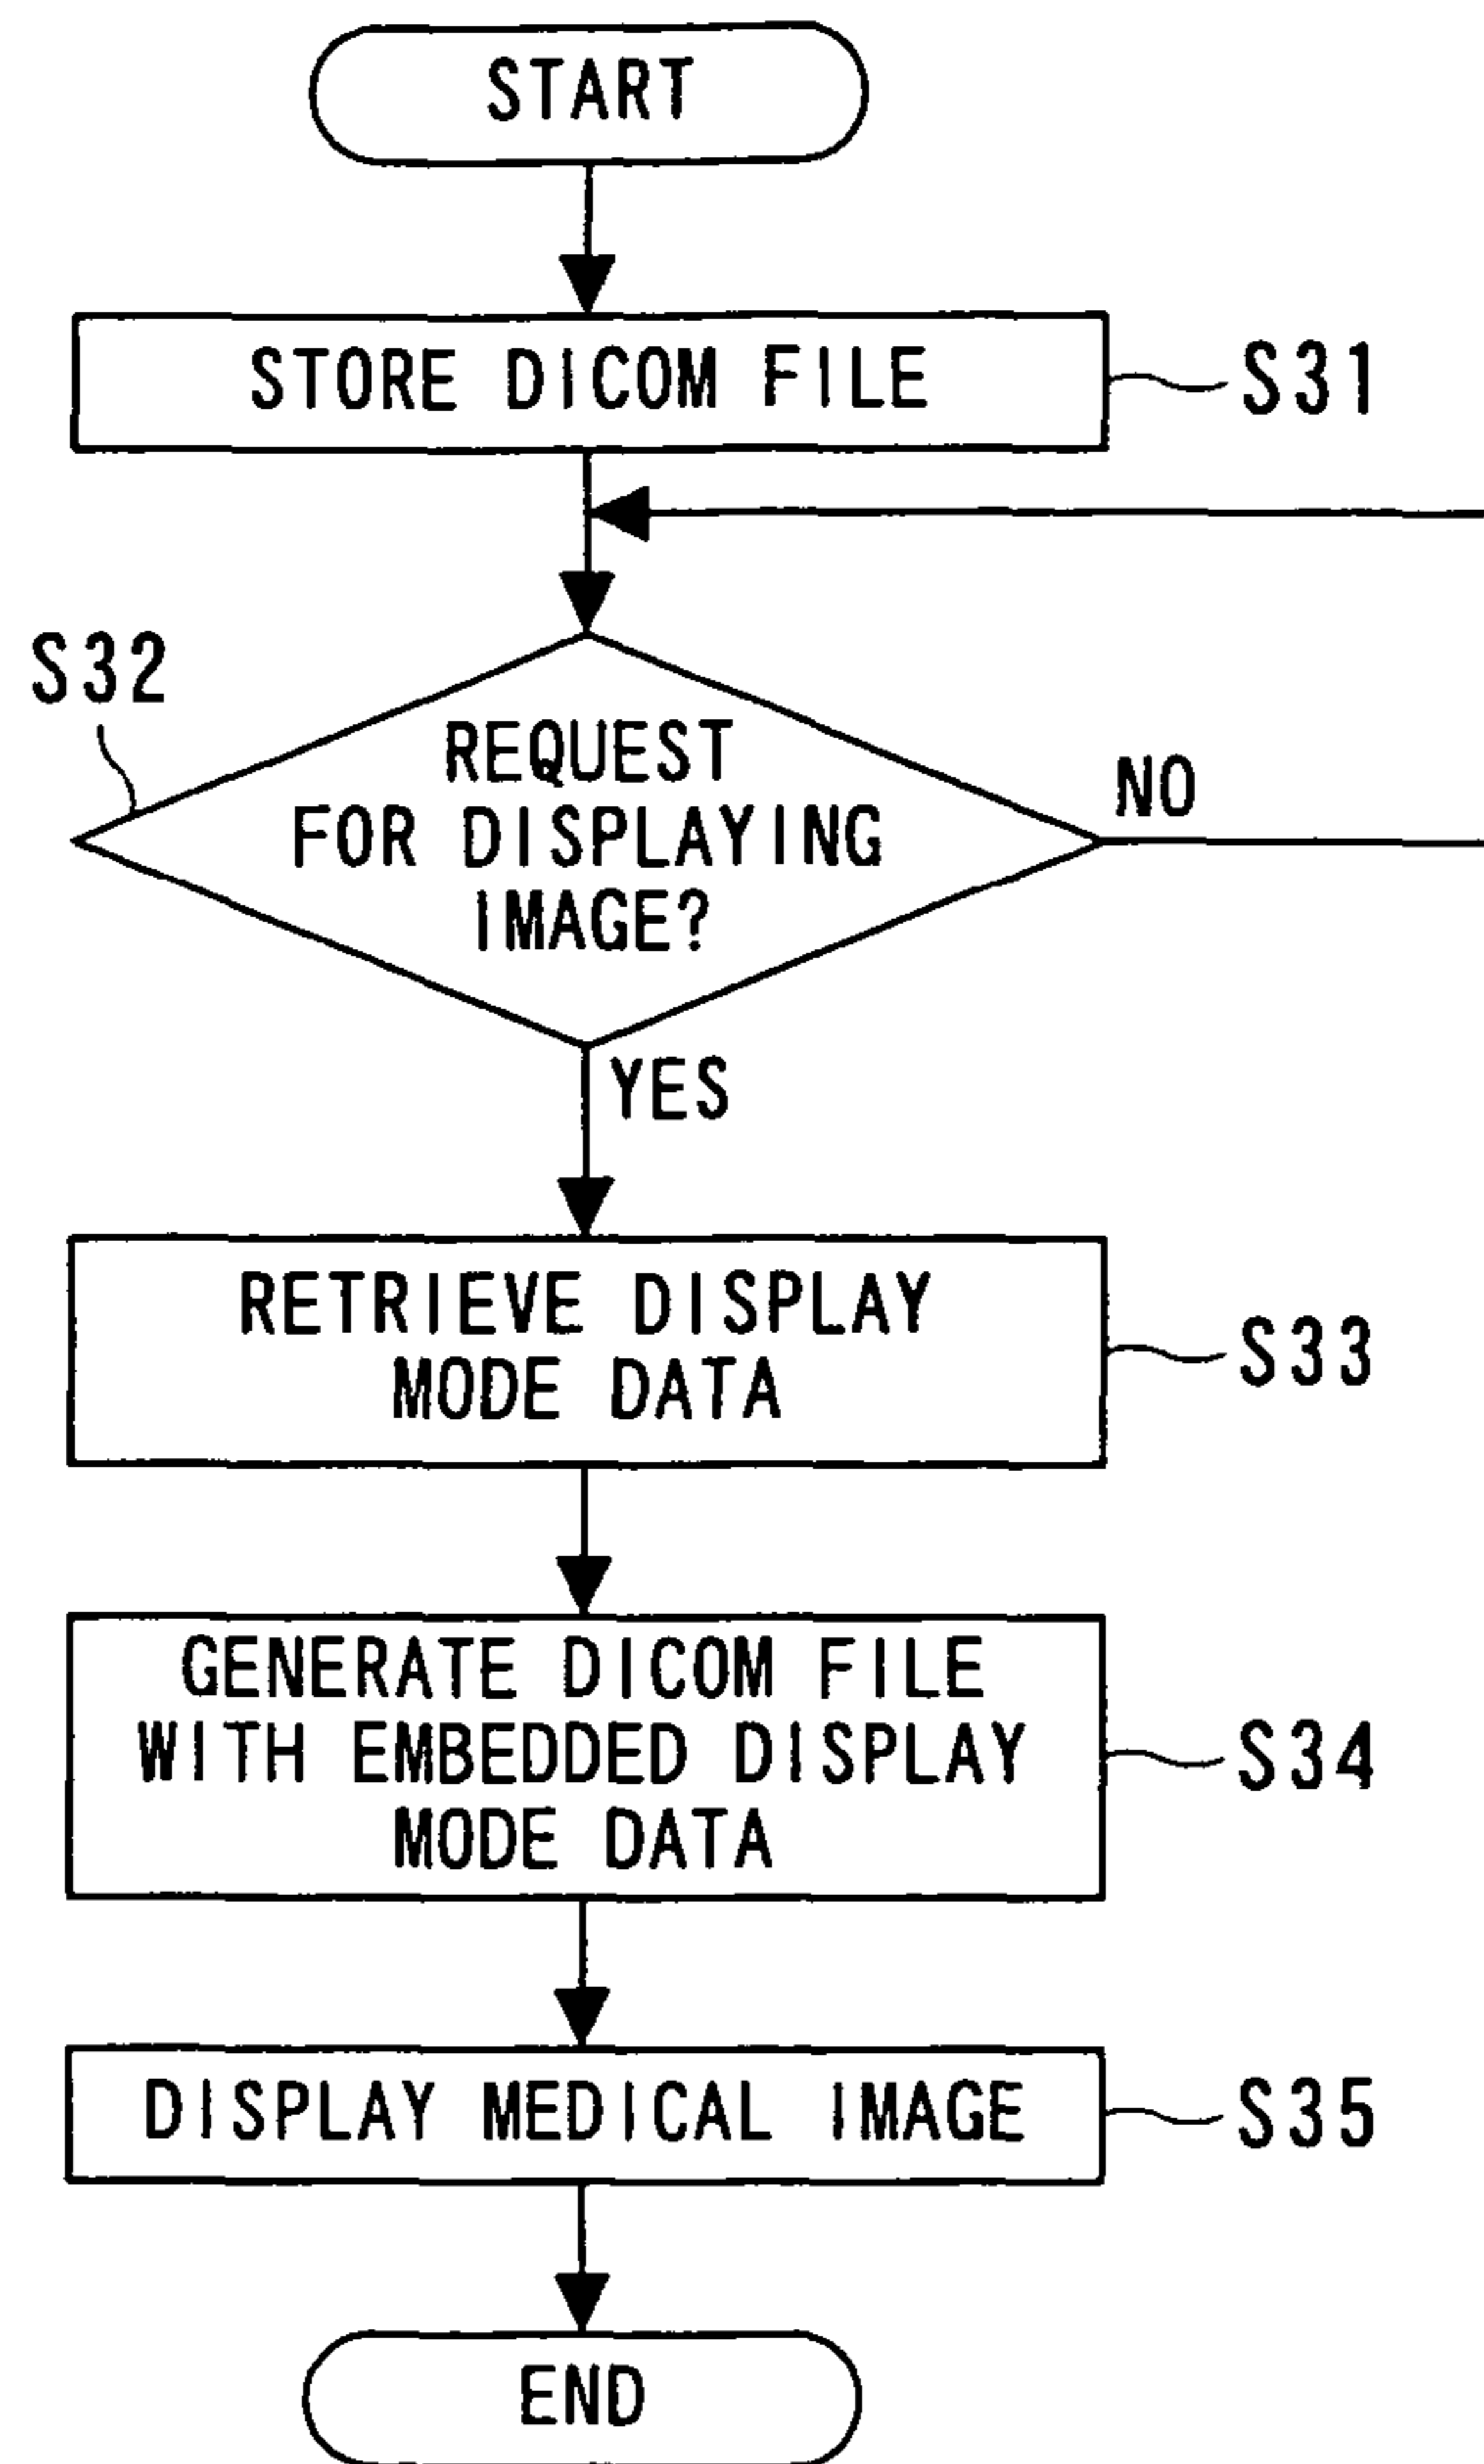 START
STORE DICOM FILE
S31
S32
REQUEST
FOR DISPLAYING
IMAGE?
NO
YES
RETRIEVE DISPLAY
MODE DATA
S33
GENERATE DICOM FILE
WITH EMBEDDED DISPLAY
MODE DATA
S34
DISPLAY MEDICAL IMAGE
S35
END